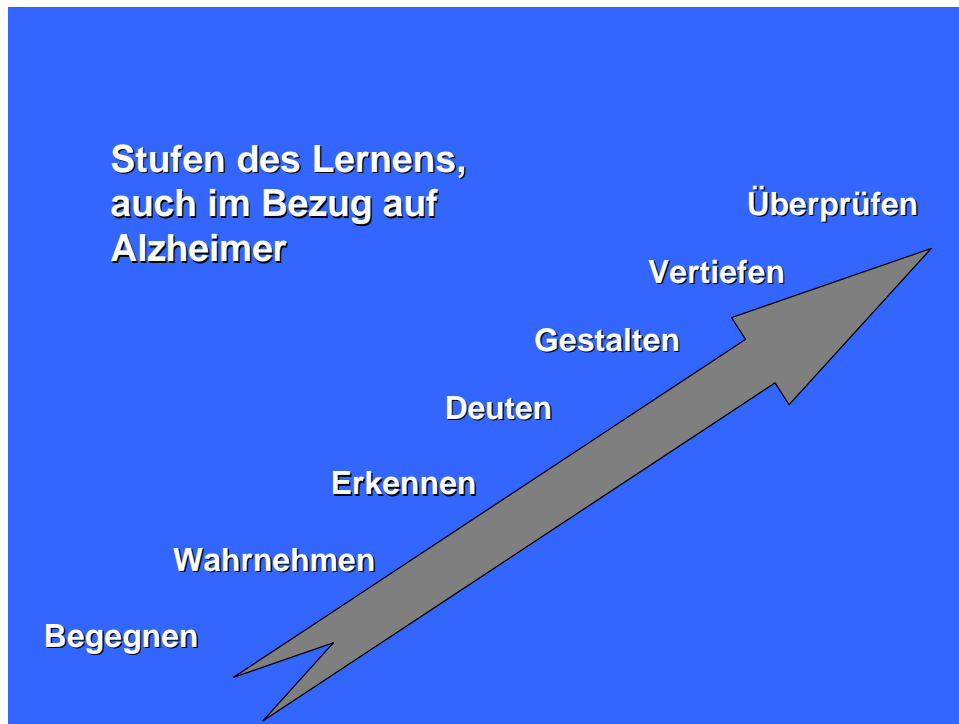 Stufen des Lernens,
auch im Bezug auf
Alzheimer
Überprüfen
Vertiefen
Gestalten
Deuten
Erkennen
Wahrnehmen
Begegnen